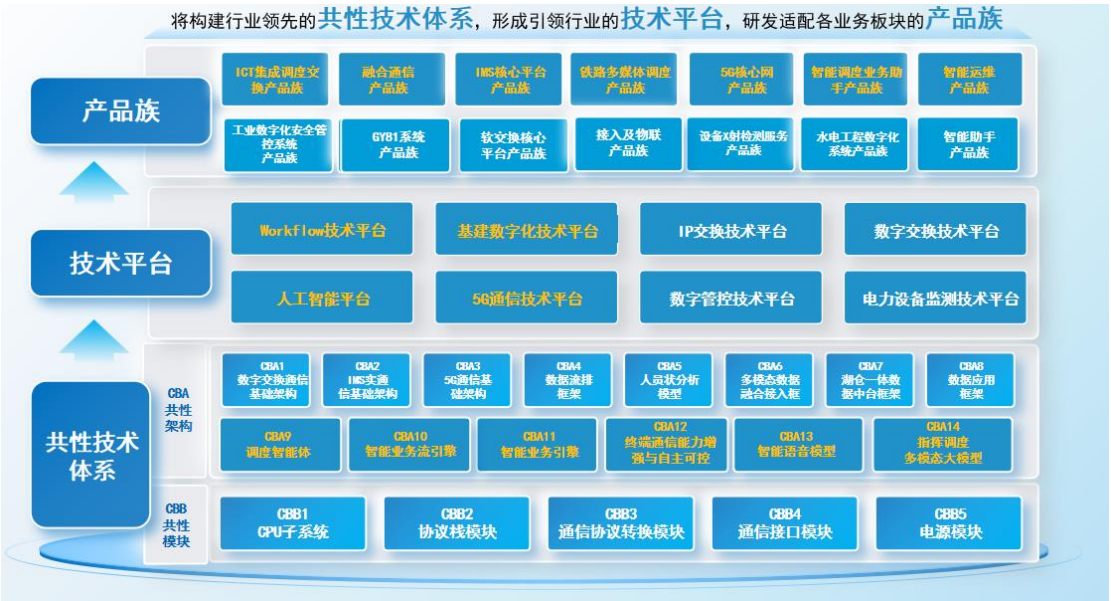 将构建行业领先的共性技术体系，形成引领行业的技术平台，研发适配各业务板块的产品族
产品族
ICT集成调度交
换产品族
融合通信
产品族
IMS核心平台
产品族
铁路多媒体调度
产品族
5G核心网
产品族
智能调度业务助
手产品族
智能运维
产品族
工业数字化安全管
控系统
产品族
GY81系统
产品族
软交换核心
平台产品族
接入及物联
产品族
设备X射检测服务
产品族
水电工程数字化
系统产品族
智能助手
产品族
技术平台
Workflow技术平台
基建数字化技术平台
IP交换技术平台
数字交换技术平台
人工智能平台
5G通信技术平台
数字管控技术平台
电力设备监测技术平台
共性技术
体系
CBA
共性
架构
CBA1
数字交换通信
基础架构
CBA2
IMS实通
信基础架构
CBA3
5G通信基
础架构
CBA4
数据流排
框架
CBA5
人员状分析
模型
CBA6
多模态数据
融合接入框
CBA7
湖仓一体数
据中台框架
CBA8
数据应用
框架
CBA9
调度智能体
CBA10
智能业务流引擎
CBA11
智能业务引擎
CBA12
终端通信能力增
强与自主可控
CBA13
智能语音模型
CBA14
指挥调度
多模态大模型
CBB
共性
模块
CBB1
CPU子系统
CBB2
协议栈模块
CBB3
通信协议转换模块
CBB4
通信接口模块
CBB5
电源模块